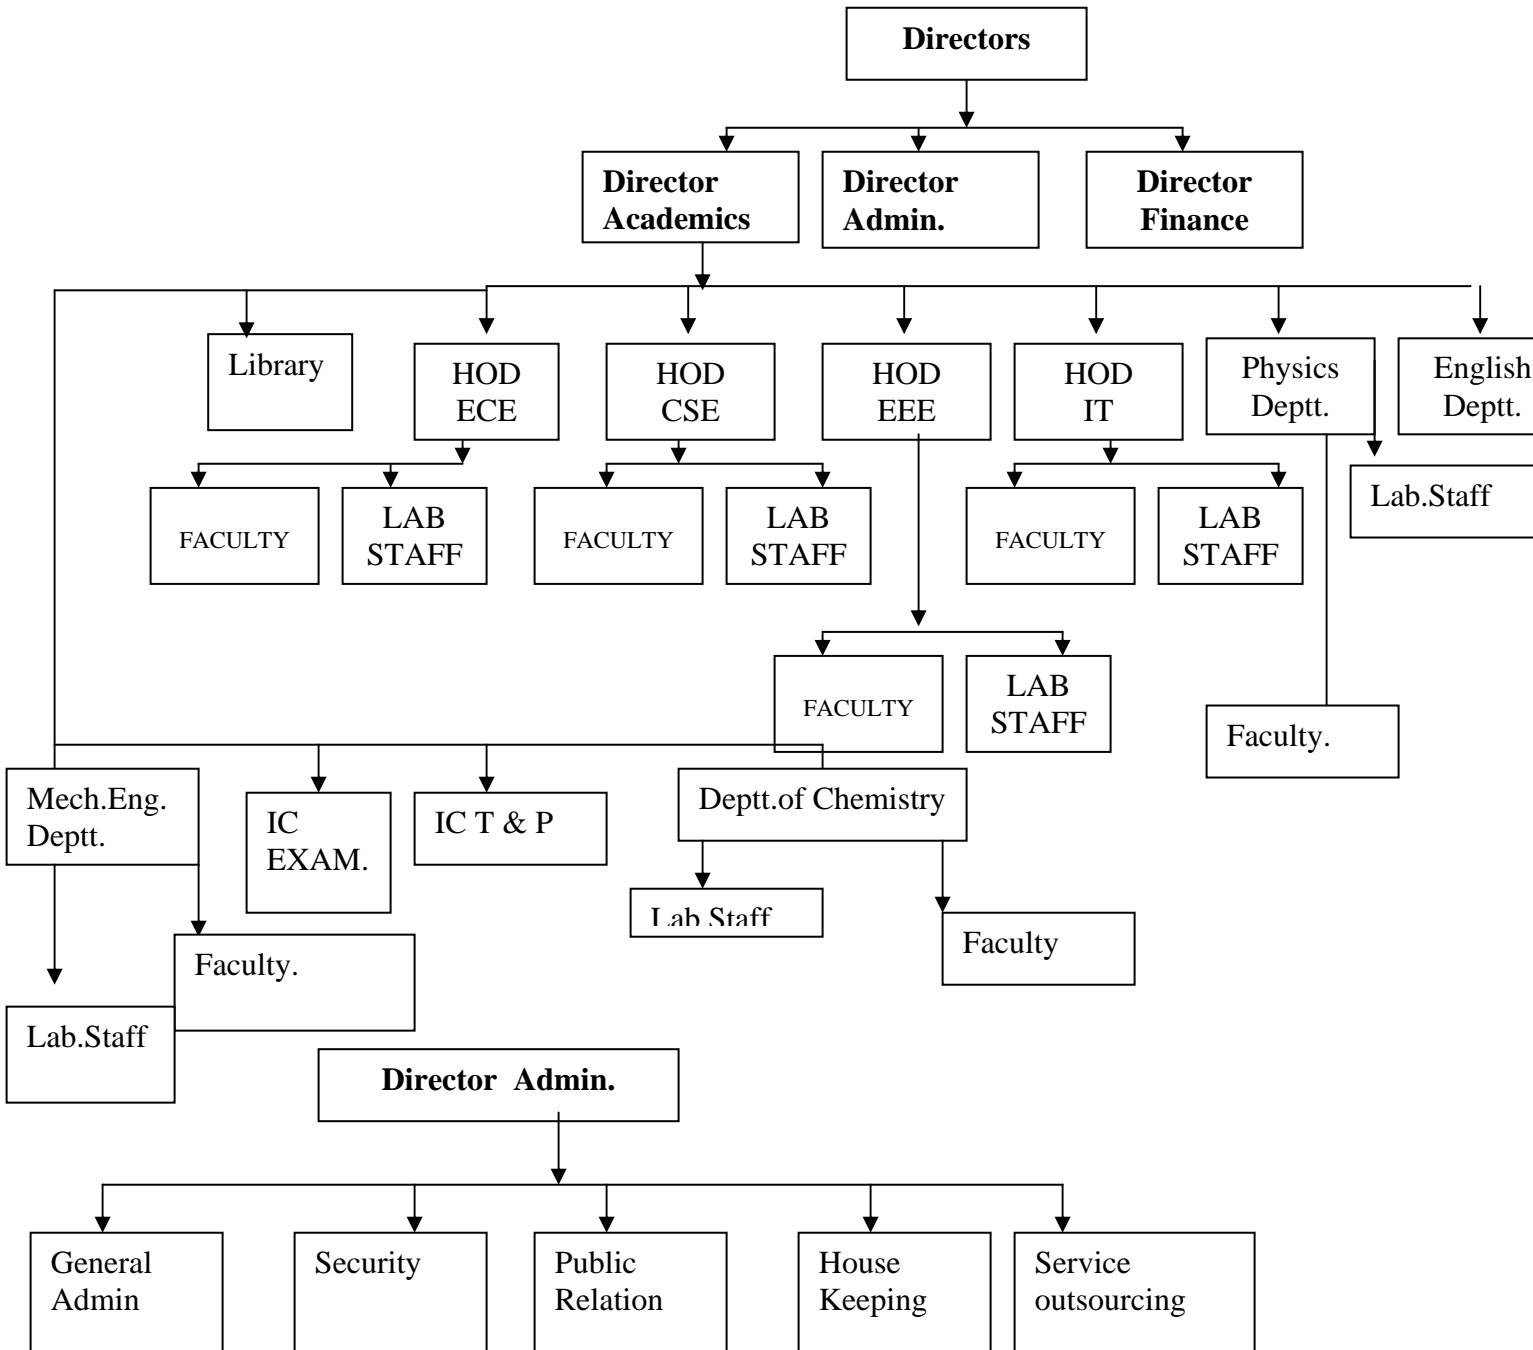 Directors
Director
Academics
Director
Admin.
Director
Finance
Library
HOD
ECE
HOD
CSE
HOD
EEE
HOD
IT
Physics
Deptt.
English
Deptt.
FACULTY
LAB
STAFF
FACULTY
LAB
STAFF
FACULTY
LAB
STAFF
Lab.Staff
FACULTY
LAB
STAFF
Faculty.
Mech.Eng.
Deptt.
IC
EXAM.
IC T & P
Deptt.of Chemistry
Lab.Staff
Faculty
Faculty.
Lab.Staff
Director Admin.
General
Admin
Security
Public
Relation
House
Keeping
Service
outsourcing